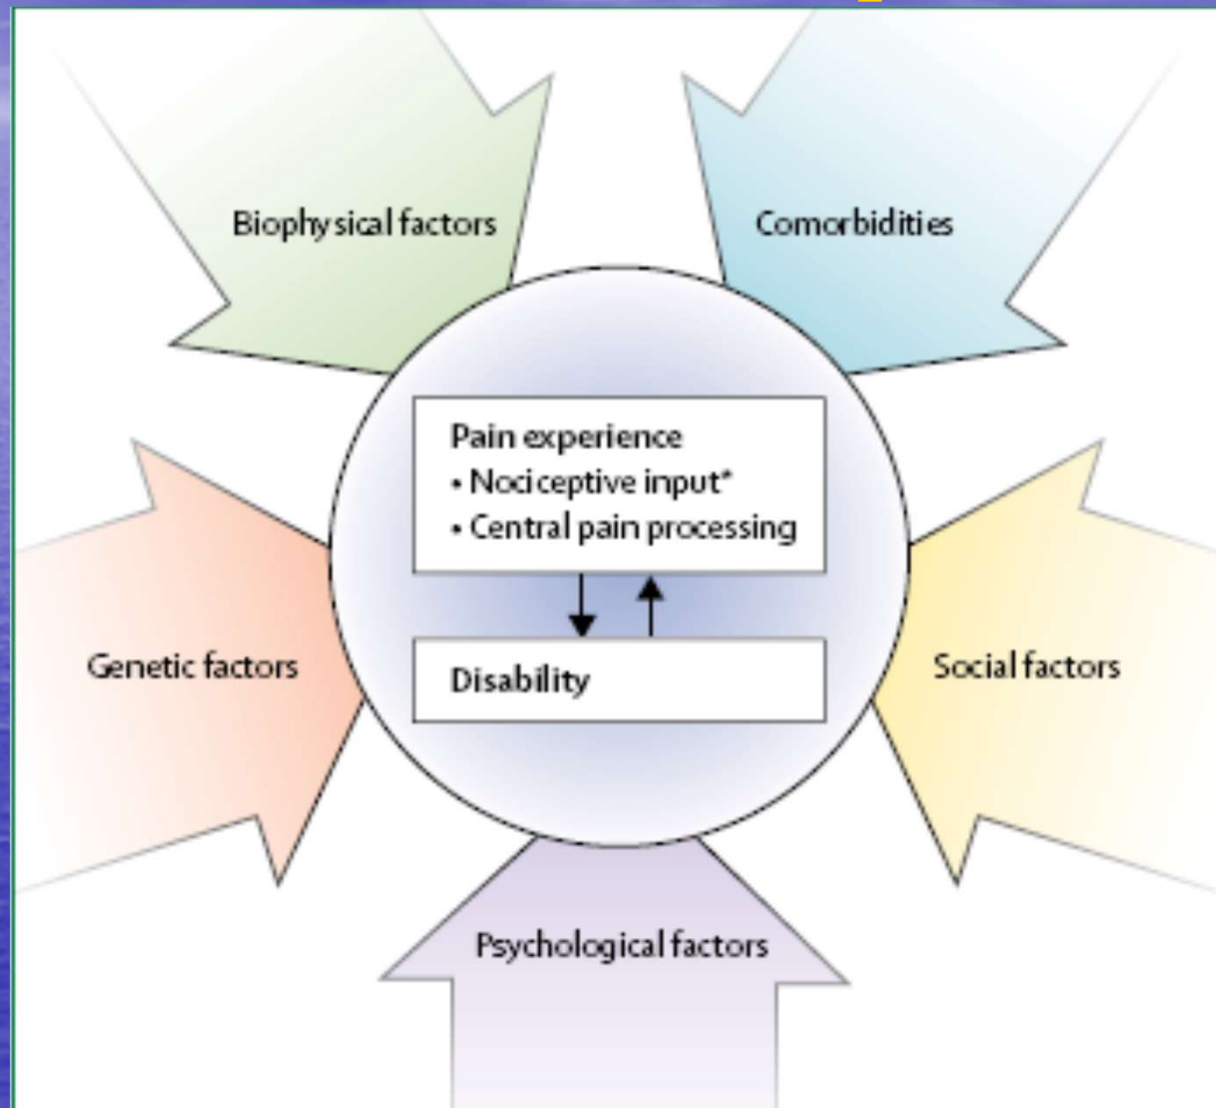 Biophysical factors
Comorbidities
Pain experience
• Nociceptive input*
• Central pain processing
Genetic factors
Disability
Social factors
Psychological factors